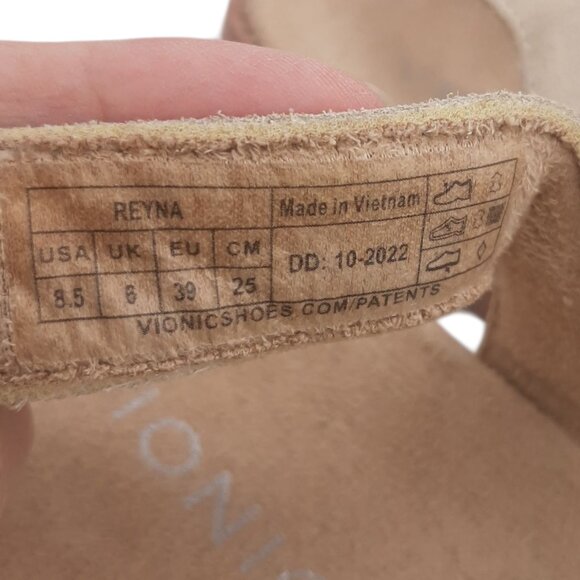 REYNA
Made in Vietnam
USA UK EU CM
DD: 10-2022
8.5 6 39 25
VIONICSHOES.COM/PATENTS
VIONIC